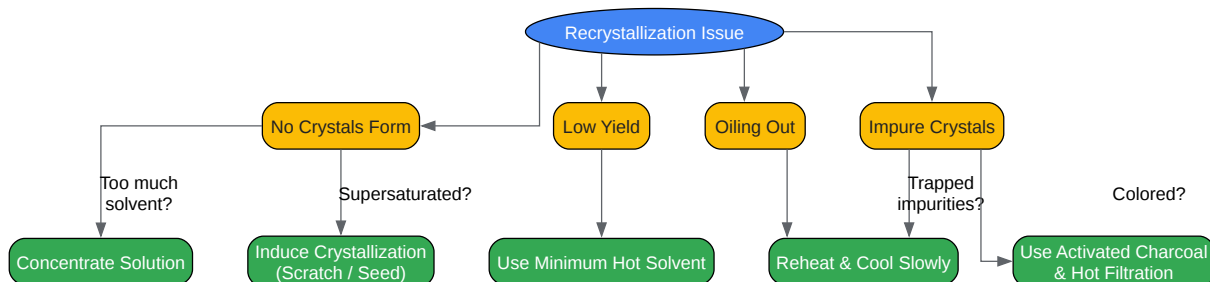 Recrystallization Issue
No Crystals Form
Low Yield
Oiling Out
Impure Crystals
Too much
solvent?
Supersaturated?
Trapped
impurities?
Colored?
Concentrate Solution
Induce Crystallization
(Scratch / Seed)
Use Minimum Hot Solvent
Reheat & Cool Slowly
Use Activated Charcoal
& Hot Filtration